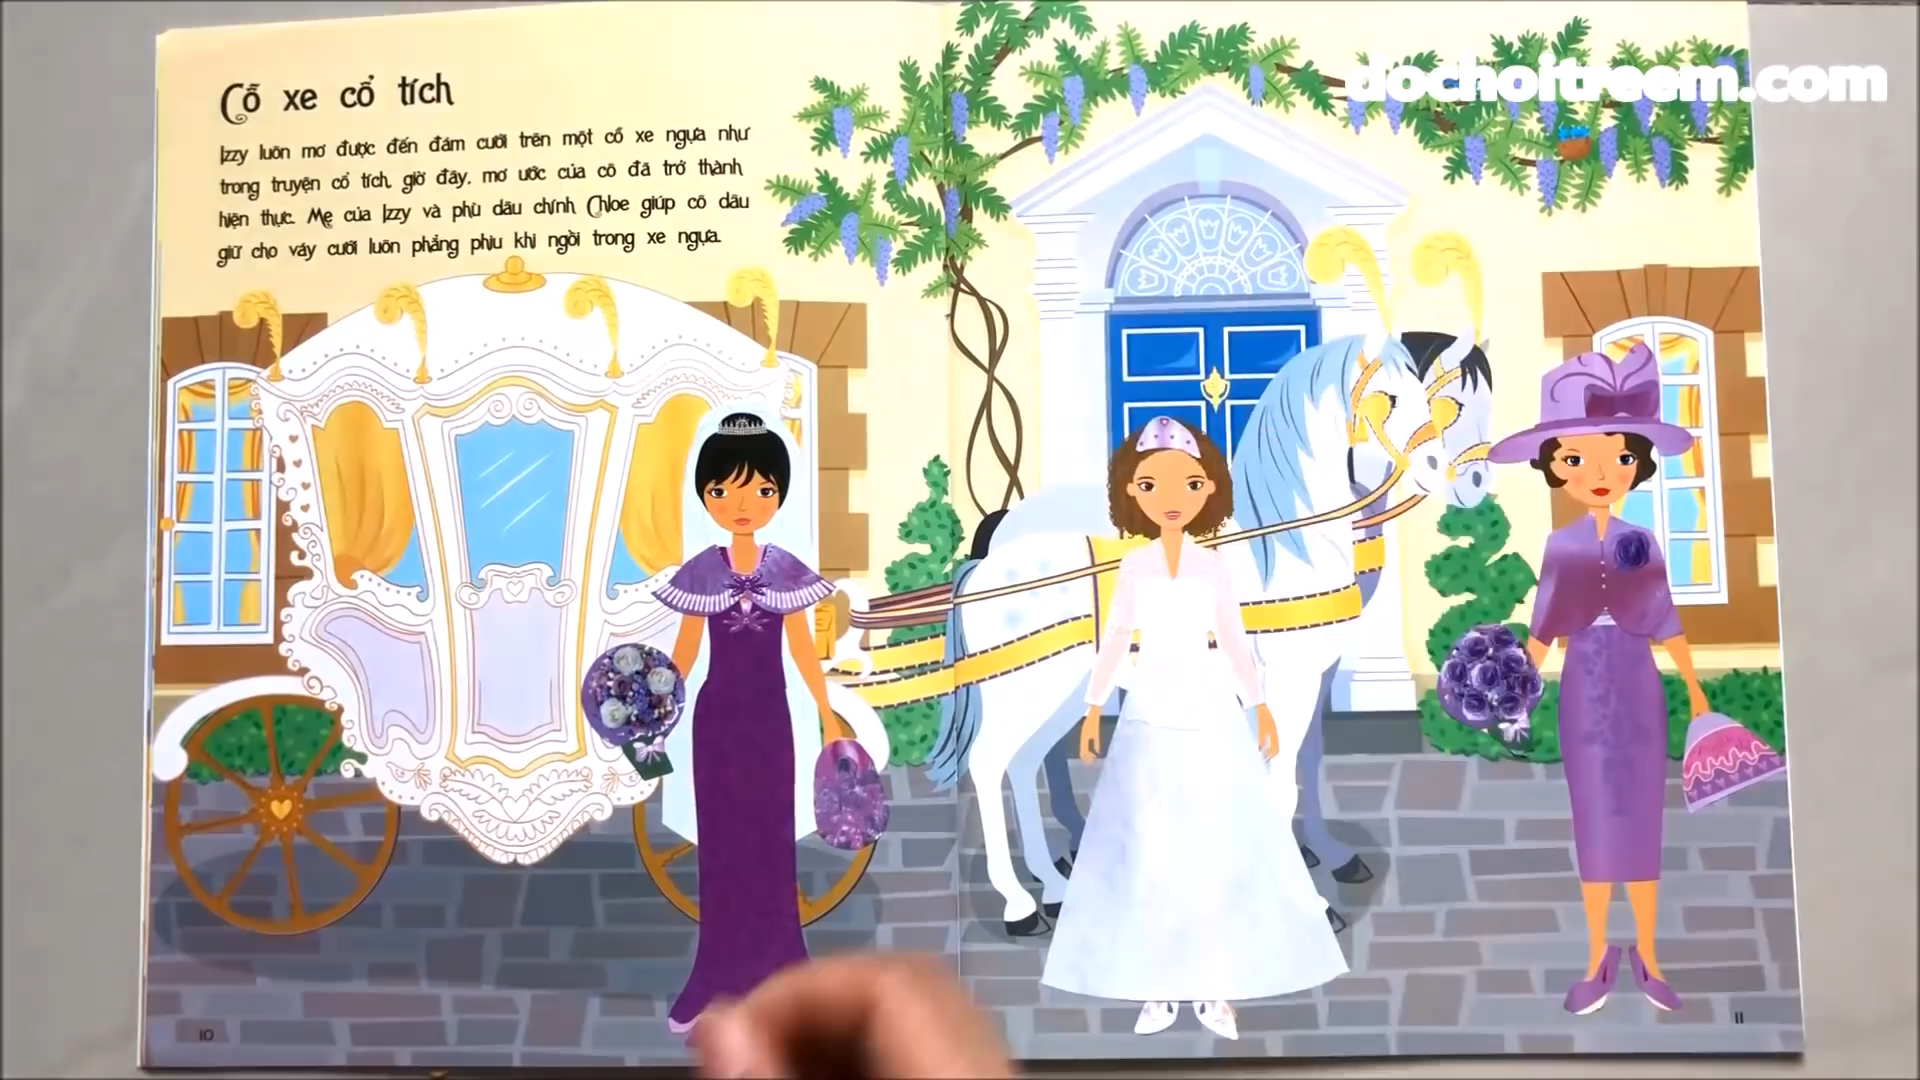 Cỗ xe cổ tích
dochoitreem.com
Izzy luôn mơ được đến đám cưới trên một cỗ xe ngựa như
trong truyện cổ tích, giờ đây, mơ ước của cô đã trở thành
hiện thực. Mẹ của Izzy và phù dâu chính Chloe giúp cô dâu
giữ cho váy cưới luôn phẳng phiu khi ngồi trong xe ngựa.
10
11